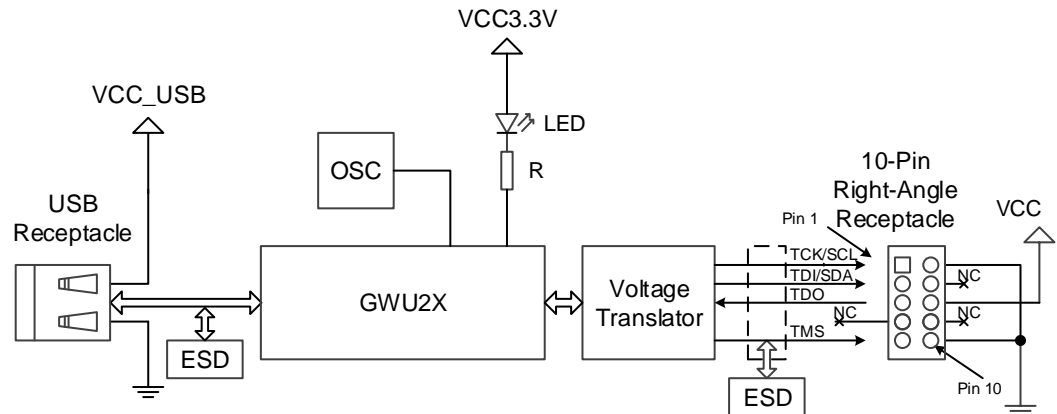 VCC3.3V
VCC_USB
LED
OSC
R
10-Pin
Right-Angle
Receptacle
USB
Receptacle
Pin 1
VCC
GWU2X
Voltage
Translator
TCK/SCL
TDI/SDA
NC
TDO
NC
NC
TMS
ESD
Pin 10
ESD